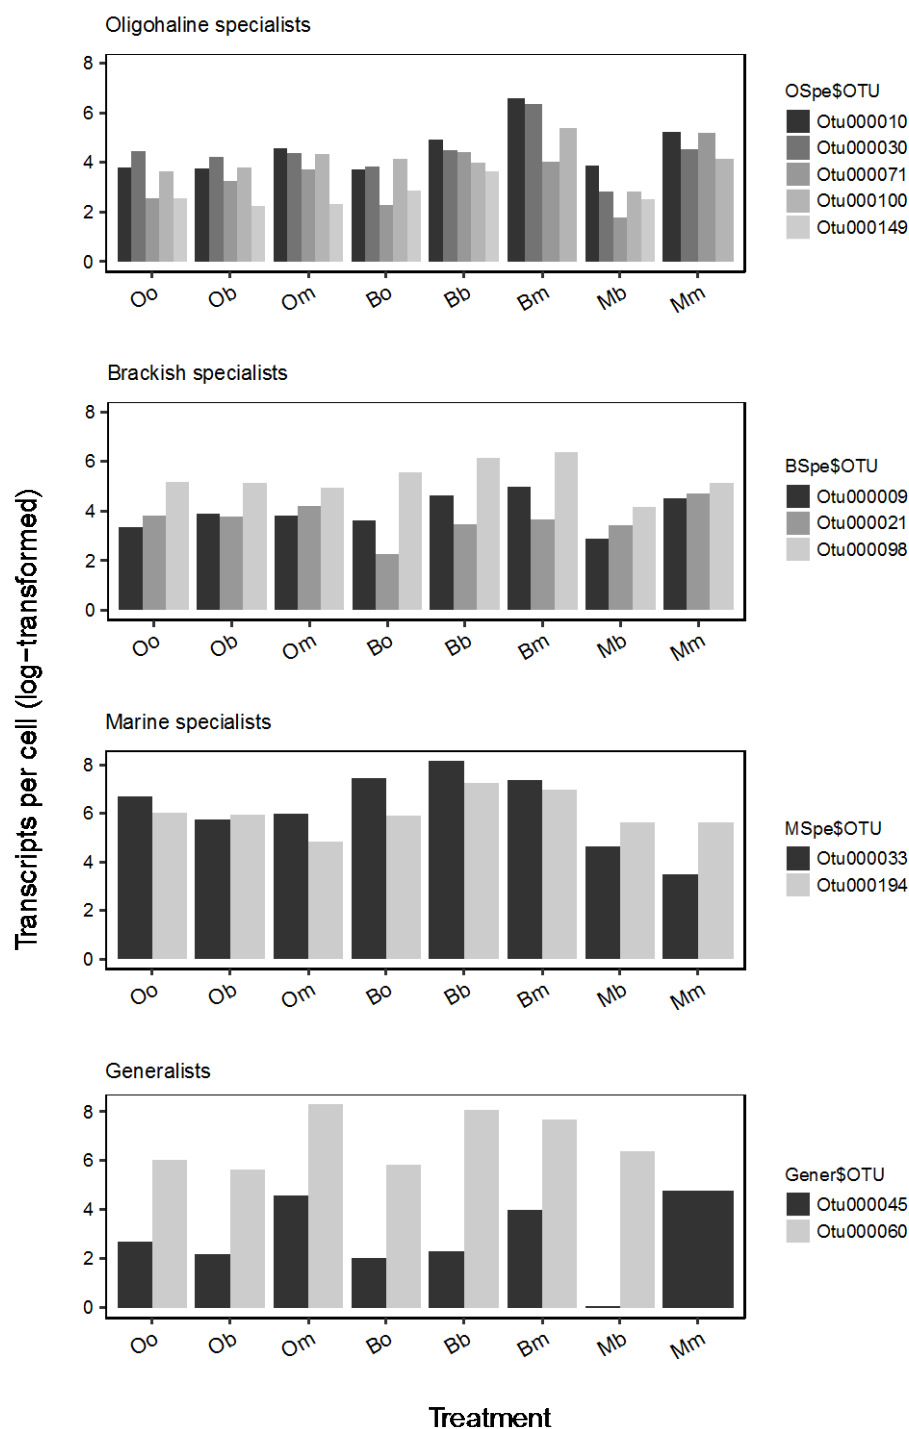 Oligohaline specialists
8
6
4
2
0
Oo Ob Om Bo Bb Bm Mb Mm
OSpe$OTU
Otu000010
Otu000030
Otu000071
Otu000100
Otu000149
Brackish specialists
8
6
4
2
0
Oo Ob Om Bo Bb Bm Mb Mm
BSpe$OTU
Otu000009
Otu000021
Otu000098
Transcripts per cell (log−transformed)
Marine specialists
8
6
4
2
0
Oo Ob Om Bo Bb Bm Mb Mm
MSpe$OTU
Otu000033
Otu000194
Generalists
8
6
4
2
0
Oo Ob Om Bo Bb Bm Mb Mm
Gener$OTU
Otu000045
Otu000060
Treatment